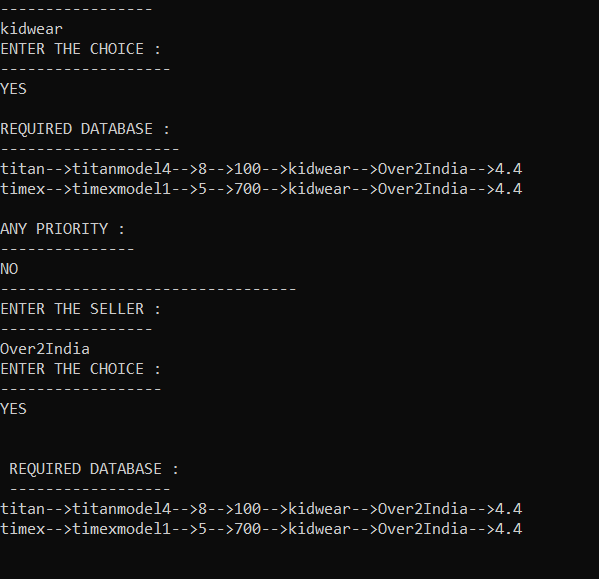 -----------------
kidwear
ENTER THE CHOICE :
-------------------
YES
REQUIRED DATABASE :
--------------------
titan-->titanmodel4-->8-->100-->kidwear-->Over2India-->4.4
timex-->timexmodel1-->5-->700-->kidwear-->Over2India-->4.4
ANY PRIORITY :
---------------
NO
---------------------------------
ENTER THE SELLER :
-----------------
Over2India
ENTER THE CHOICE :
------------------
YES
REQUIRED DATABASE :
------------------
titan-->titanmodel4-->8-->100-->kidwear-->Over2India-->4.4
timex-->timexmodel1-->5-->700-->kidwear-->Over2India-->4.4